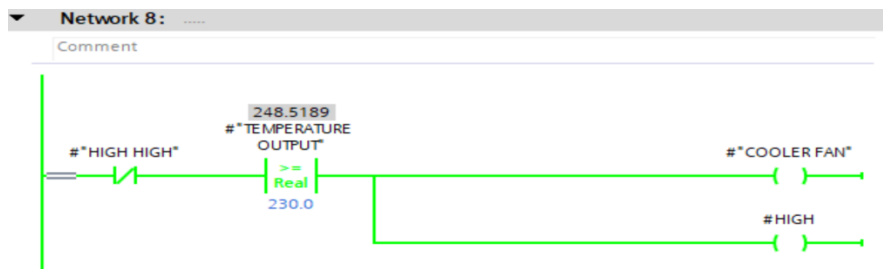 Network 8: .....
Comment
248.5189
#"TEMPERATURE
OUTPUT"
#"HIGH HIGH"
#"COOLER FAN"
>=
Real
230.0
#HIGH